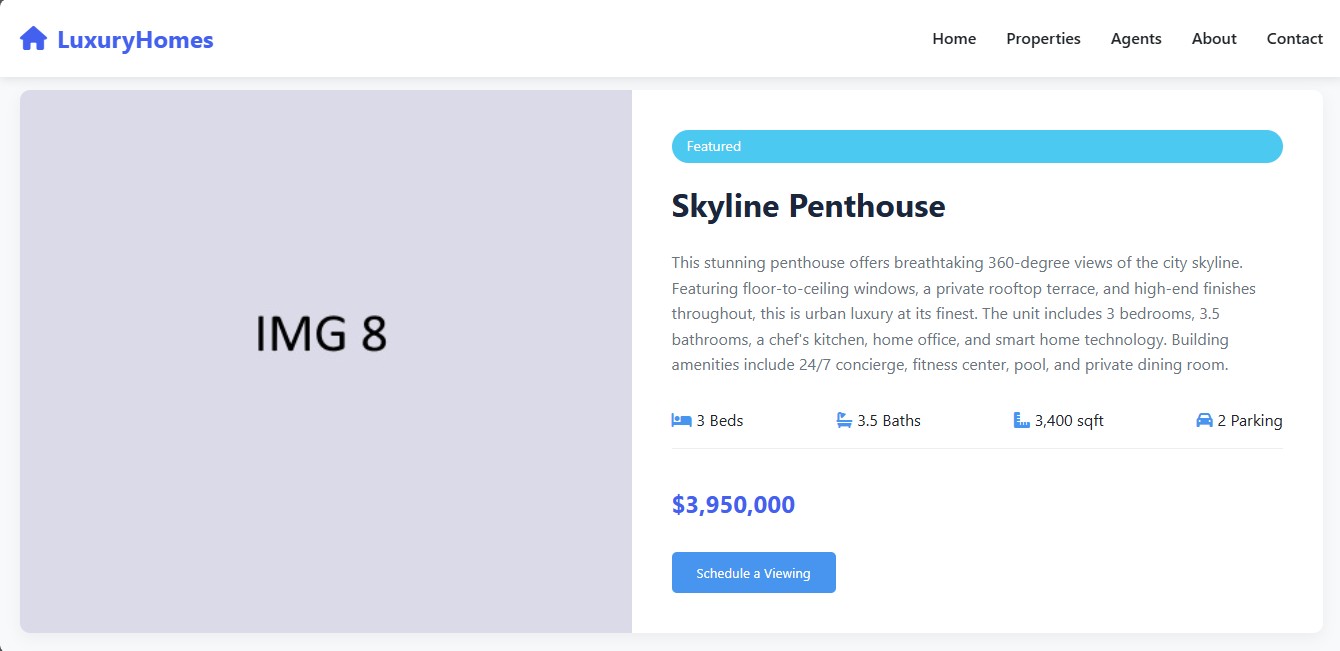 LuxuryHomes
Home Properties Agents About Contact
IMG 8
Featured
Skyline Penthouse
This stunning penthouse offers breathtaking 360-degree views of the city skyline.
Featuring floor-to-ceiling windows, a private rooftop terrace, and high-end finishes
throughout, this is urban luxury at its finest. The unit includes 3 bedrooms, 3.5
bathrooms, a chef's kitchen, home office, and smart home technology. Building
amenities include 24/7 concierge, fitness center, pool, and private dining room.
3 Beds 3.5 Baths 3,400 sqft 2 Parking
$3,950,000
Schedule a Viewing